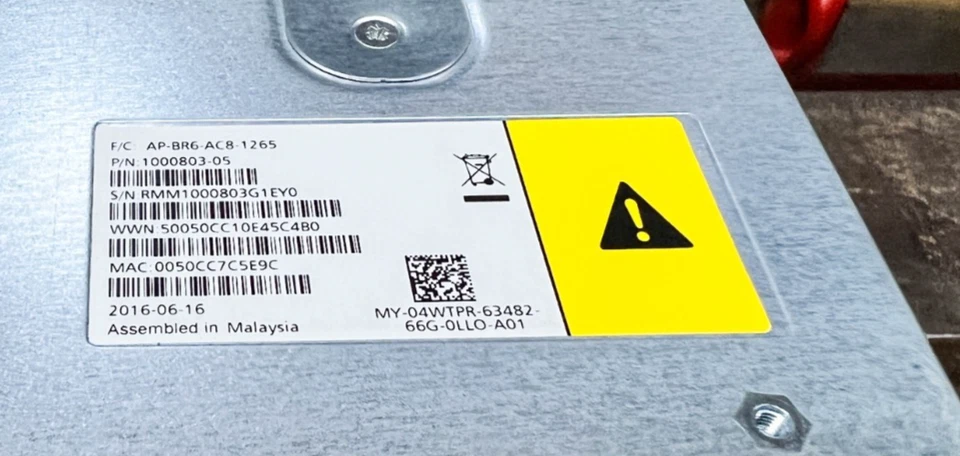 F/C: AP-BR6-AC8-1265
P/N:1000803-05
S/N:RMM1000803G1EY0
WWN:50050CC10E45C4B0
MAC:0050CC7C5E9C
2016-06-16
Assembled in Malaysia
MY-04WTPR-63482-
66G-0LL0-A01